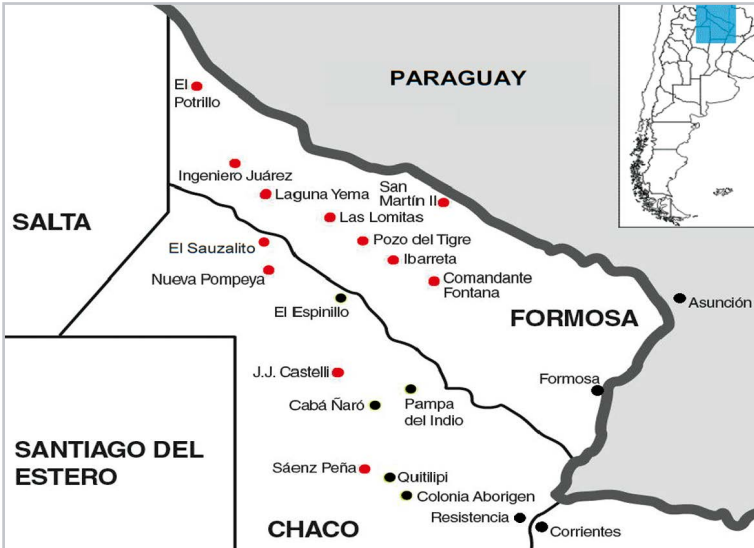 PARAGUAY
El
Potrillo
Ingeniero Juárez
Laguna Yema
San
Martín II
Las Lomitas
SALTA
El Sauzalito
Pozo del Tigre
Ibarreta
Nueva Pompeya
Comandante
Fontana
El Espinillo
Asunción
FORMOSA
J.J. Castelli
Formosa
Cabá Ñaró
Pampa
del Indio
SANTIAGO DEL
ESTERO
Sáenz Peña
Quitilipi
Colonia Aborigen
Resistencia
CHACO
Corrientes